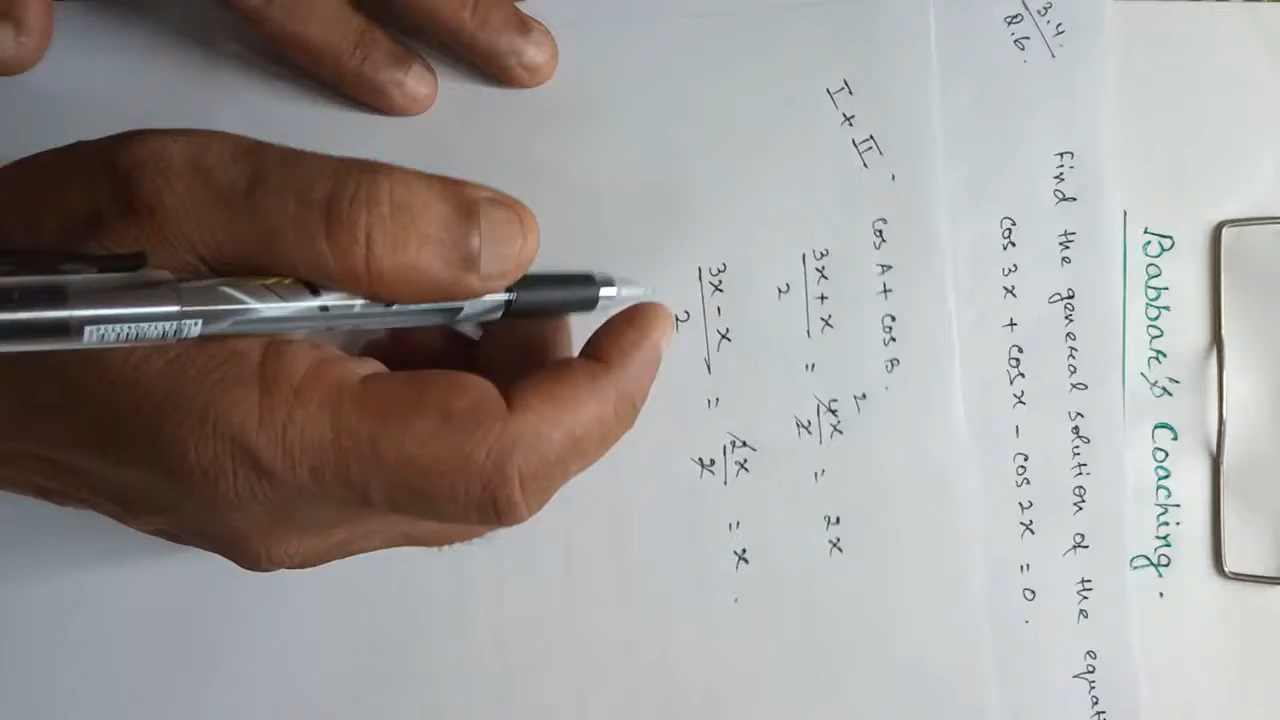 Babbar's Coaching.
3.4.
Q.6.
Find the general solution of the equat
cos 3x + cos x - cos 2x = 0.
I + II
cos A + cos B.
3x + x / 2 = 4x / 2 = 2x
2
3x - x / 2 = 2x / 2 = x.